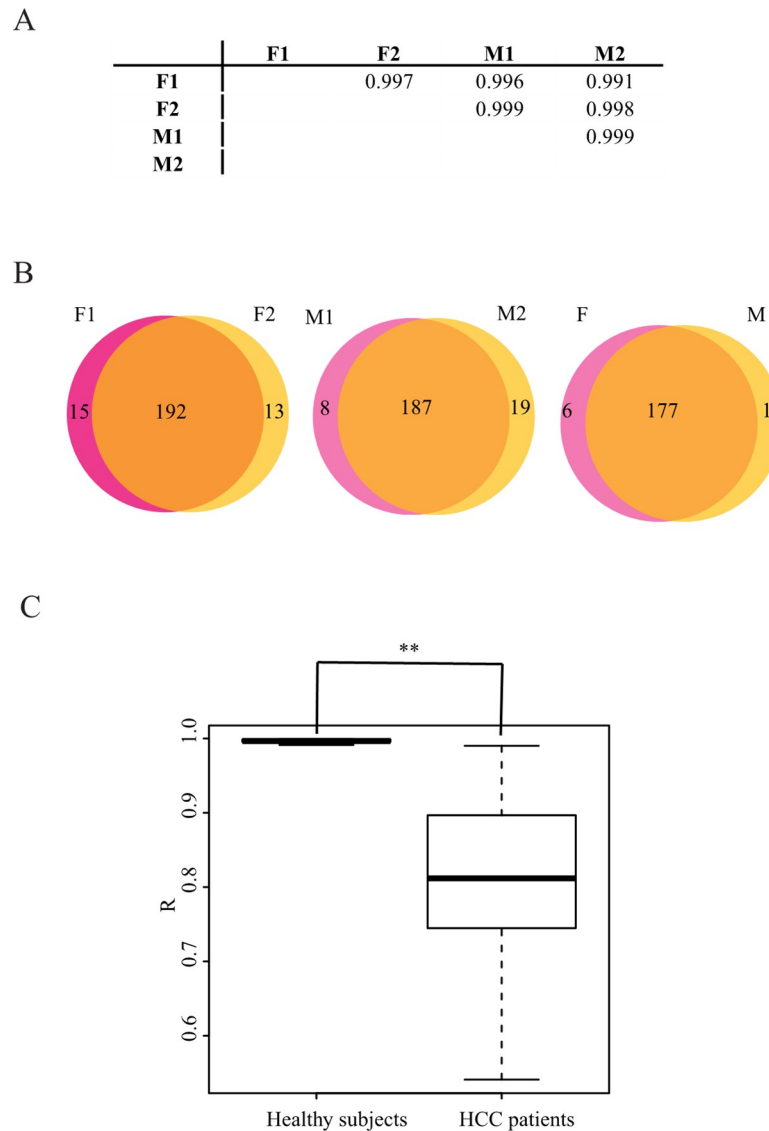 A
F1 F2 M1 M2
F1 0.997 0.996 0.991
F2 0.999 0.998
M1 0.999
M2
B
F1 F2 M1 M2 F M
15 192 13 8 187 19 6 177 1
C
**
1.0
0.9
0.8
0.7
0.6
R
Healthy subjects HCC patients